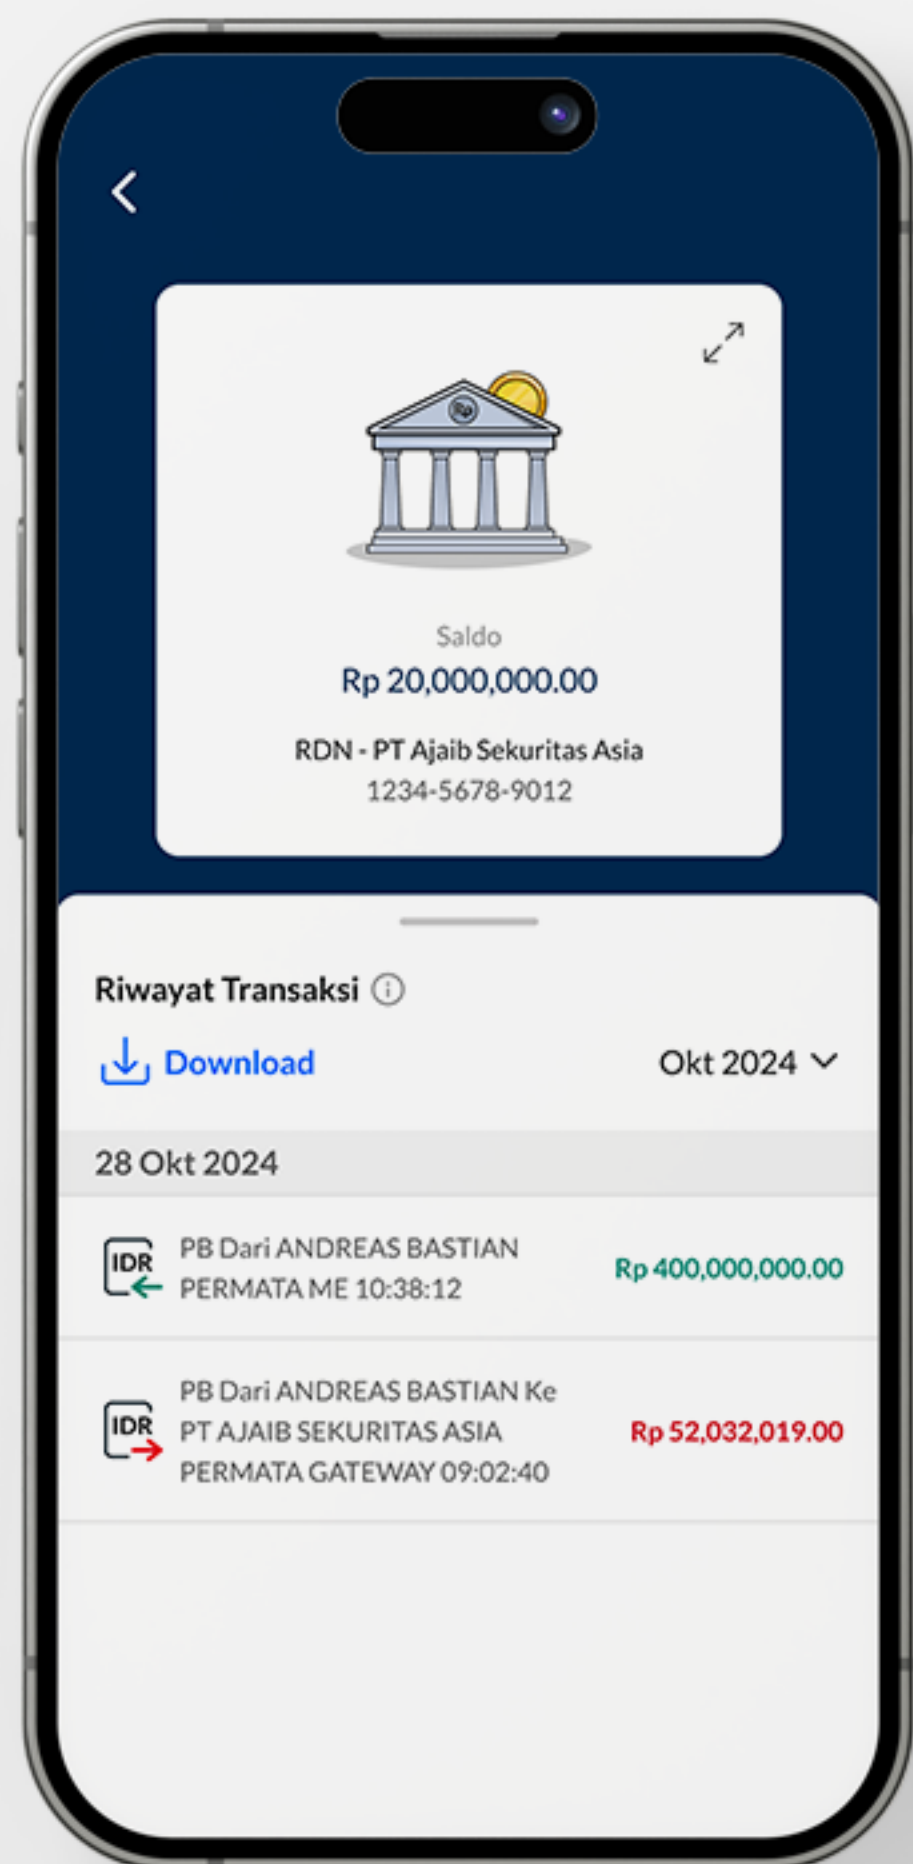 Rp
Saldo
Rp 20,000,000.00
RDN - PT Ajaib Sekuritas Asia
1234-5678-9012
Riwayat Transaksi
Download
Okt 2024
28 Okt 2024
IDR
PB Dari ANDREAS BASTIAN
PERMATA ME 10:38:12
Rp 400,000,000.00
IDR
PB Dari ANDREAS BASTIAN Ke
PT AJAIB SEKURITAS ASIA
PERMATA GATEWAY 09:02:40
Rp 52,032,019.00